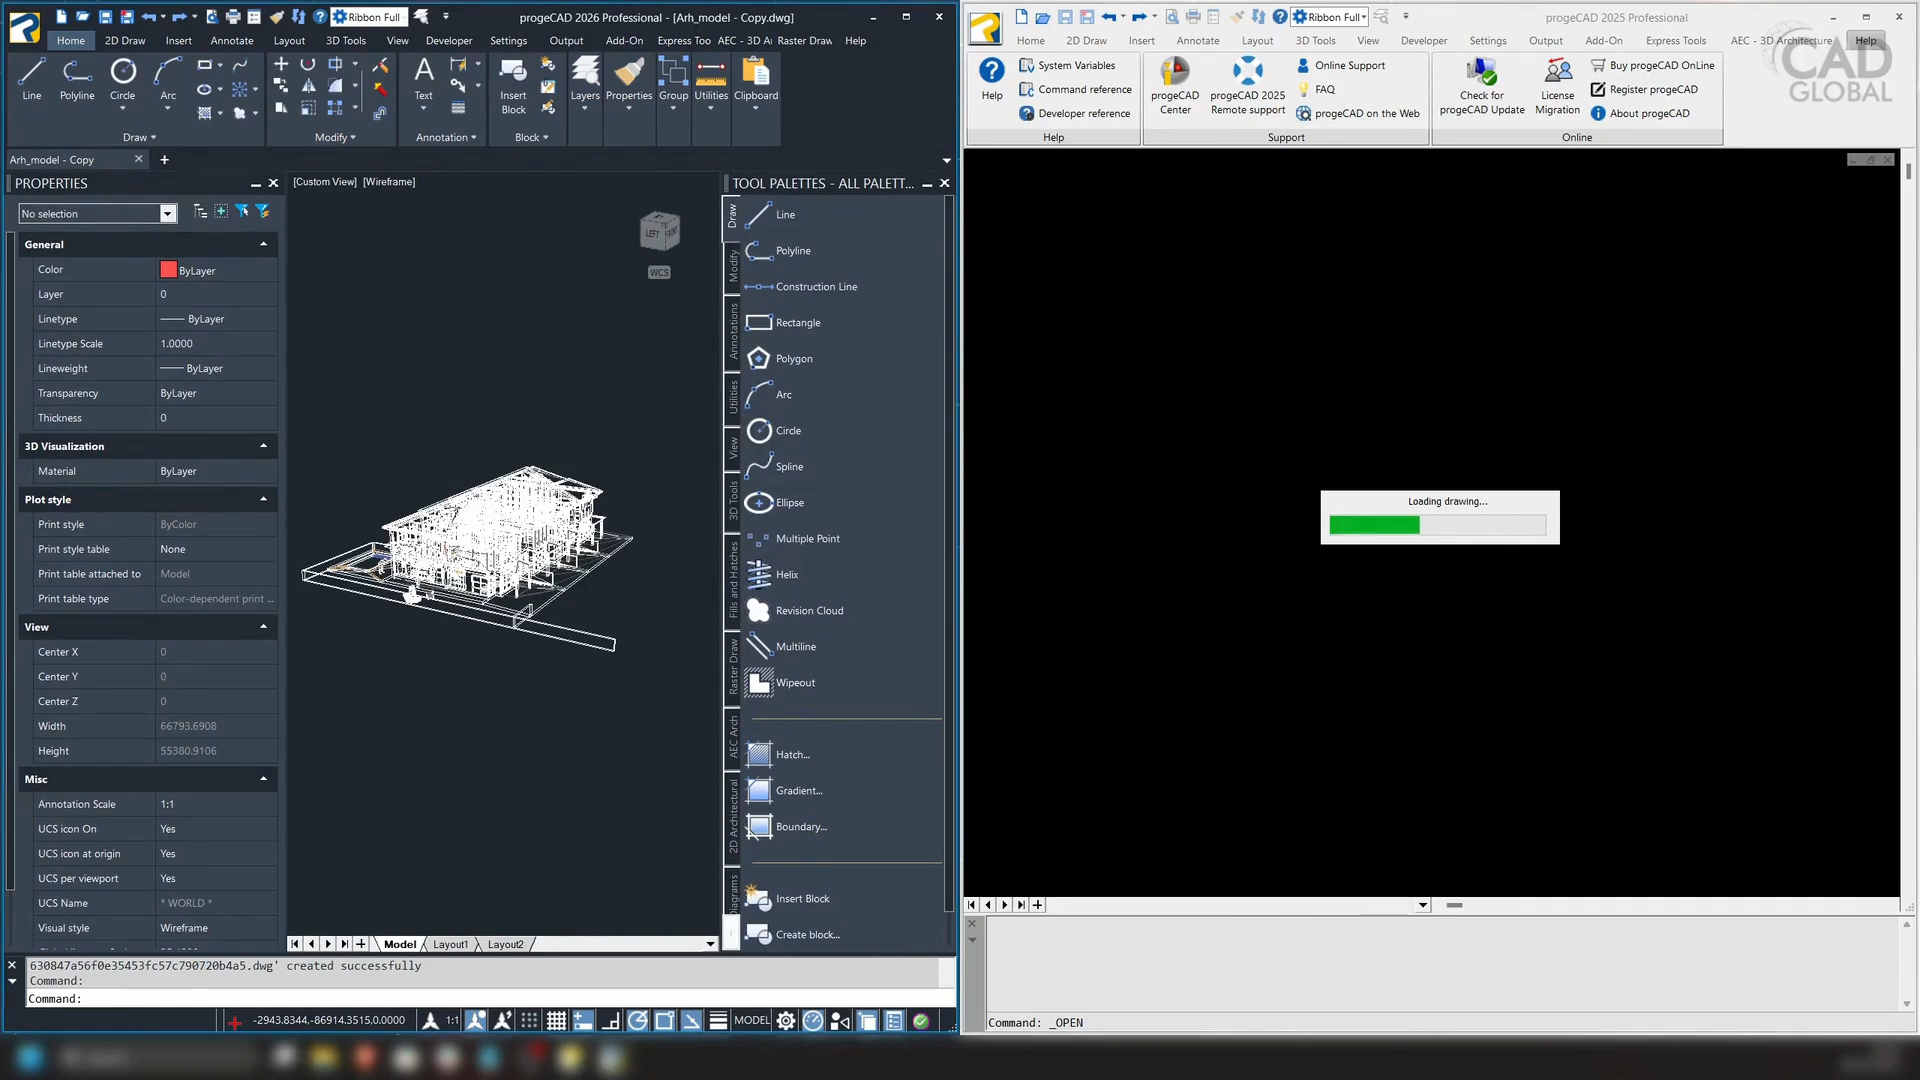 Ribbon Full
progeCAD 2026 Professional - [Arh_model - Copy.dwg]
Home
2D Draw
Insert
Annotate
Layout
3D Tools
View
Developer
Settings
Output
Add-On
Express Too
AEC - 3D Ar
Raster Draw
Help
Line
Polyline
Circle
Arc
Text
Insert
Block
Layers
Properties
Group
Utilities
Clipboard
Draw
Modify
Annotation
Block
Arh_model - Copy
PROPERTIES
No selection
General
Color ByLayer
Layer 0
Linetype ByLayer
Linetype Scale 1.0000
Lineweight ByLayer
Transparency ByLayer
Thickness 0
3D Visualization
Material ByLayer
Plot style
Print style ByColor
Print style table None
Print table attached to Model
Print table type Color-dependent print ...
View
Center X 0
Center Y 0
Center Z 0
Width 66793.6908
Height 55380.9106
Misc
Annotation Scale 1:1
UCS icon On Yes
UCS icon at origin Yes
UCS per viewport Yes
UCS Name * WORLD *
Visual style Wireframe
[Custom View] [Wireframe]
LEFT
FRONT
WCS
TOOL PALETTES - ALL PALETT...
Draw
Modify
Annotations
Utilities
View
3D Tools
Fills and Hatches
Raster Draw
AEC Arch
2D Architectural
Diagrams
Line
Polyline
Construction Line
Rectangle
Polygon
Arc
Circle
Spline
Ellipse
Multiple Point
Helix
Revision Cloud
Multiline
Wipeout
Hatch...
Gradient...
Boundary...
Insert Block
Create block...
Model
Layout1
Layout2
630847a56f0e35453fc57c790720b4a5.dwg' created successfully
Command:
Command:
-2943.8344,-86914.3515,0.0000
1:1
MODEL
Ribbon Full
progeCAD 2025 Professional
Home
2D Draw
Insert
Annotate
Layout
3D Tools
View
Developer
Settings
Output
Add-On
Express Tools
AEC - 3D Architecture
Help
CAD
GLOBAL
Help
System Variables
Command reference
Developer reference
Help
progeCAD
Center
progeCAD 2025
Remote support
Online Support
FAQ
progeCAD on the Web
Support
Check for
progeCAD Update
License
Migration
Buy progeCAD OnLine
Register progeCAD
About progeCAD
Online
Loading drawing...
Command: _OPEN